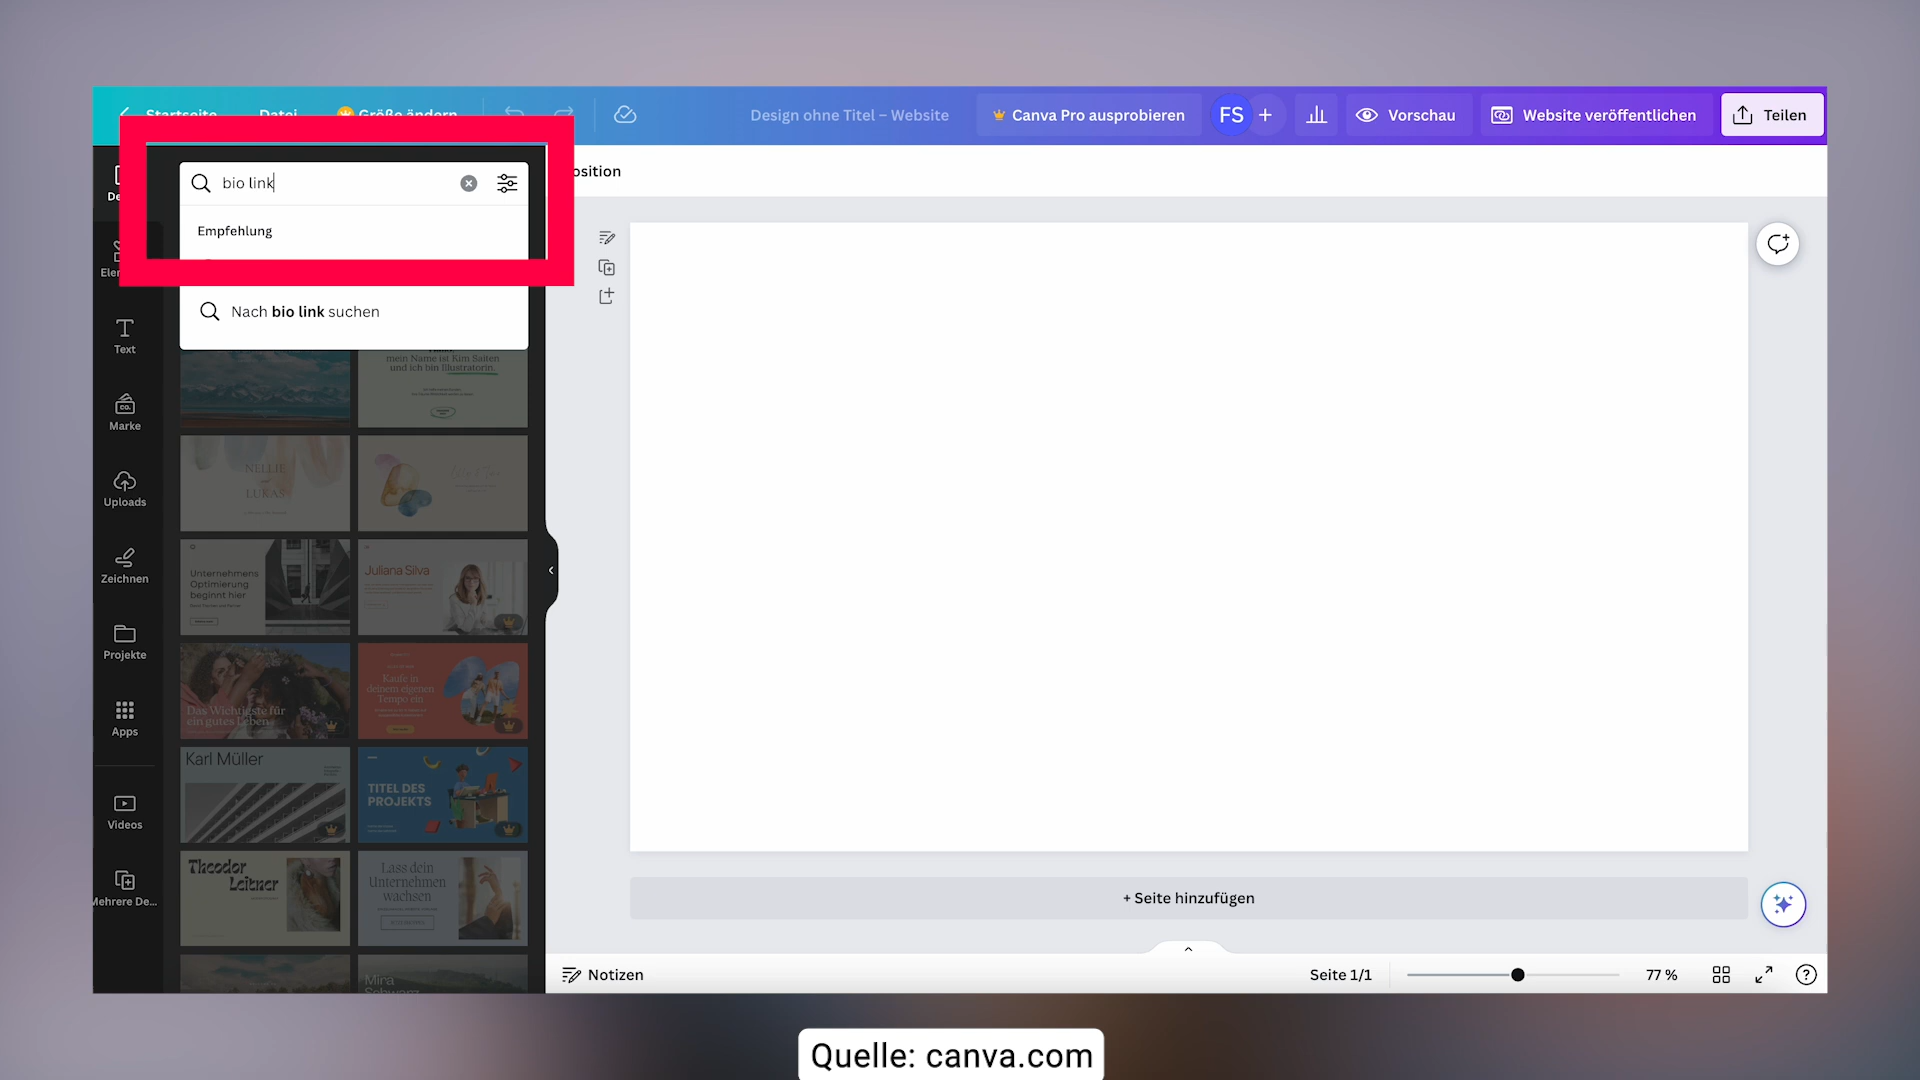 Startseite
Datei
Größe ändern
Design ohne Titel – Website
Canva Pro ausprobieren
FS
Vorschau
Website veröffentlichen
Teilen
bio link
Empfehlung
Nach bio link suchen
osition
De
Elem
Text
Marke
Uploads
Zeichnen
Projekte
Apps
Videos
Mehrere De...
mein Name ist Kim Saiten
und ich bin Illustratorin.
NELLIE
LUKAS
Unternehmens
Optimierung
beginnt hier
Juliana Silva
Das Wichtigste für
ein gutes Leben
Kaufe in
deinem eigenen
Tempo ein
Karl Müller
TITEL DES
PROJEKTS
Theodor
Leitner
Lass dein
Unternehmen
wachsen
Mina
Schwarz
+ Seite hinzufügen
Notizen
Seite 1/1
77 %
Quelle: canva.com